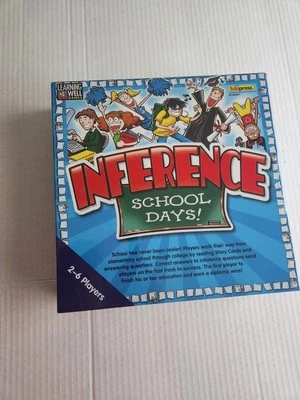 LEARNING
WELL
Edupress
INFERENCE
SCHOOL
DAYS!
School has never been cooler! Players work their way from
elementary school through college by reading Story Cards and
answering questions. Correct answers to inference questions send
players on the fast track to success. The first player to
finish his or her education and earn a diploma wins!
2-6 Players